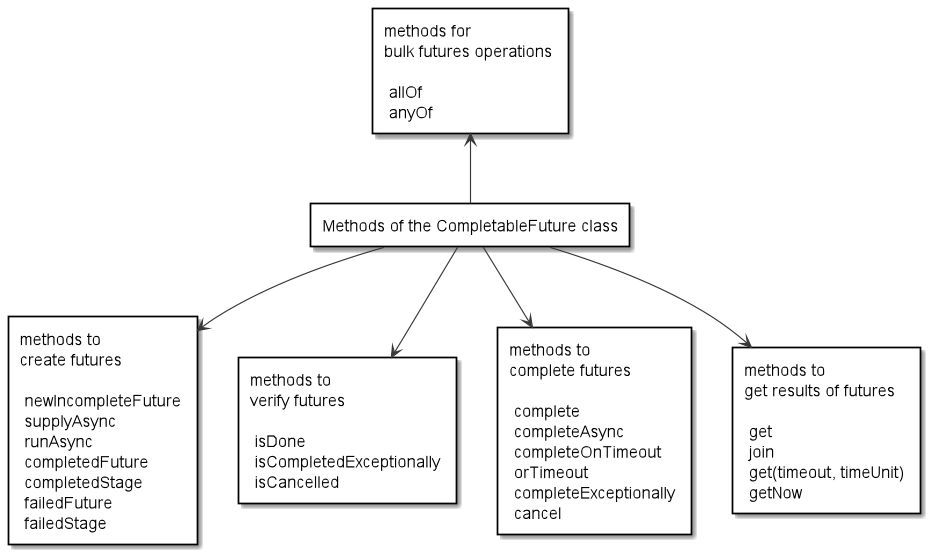 methods for
bulk futures operations
allOf
anyOf
Methods of the CompletableFuture class
methods to
create futures
newIncompleteFuture
supplyAsync
runAsync
completedFuture
completedStage
failedFuture
failedStage
methods to
verify futures
isDone
isCompletedExceptionally
isCancelled
methods to
complete futures
complete
completeAsync
completeOnTimeout
orTimeout
completeExceptionally
cancel
methods to
get results of futures
get
join
get(timeout, timeUnit)
getNow